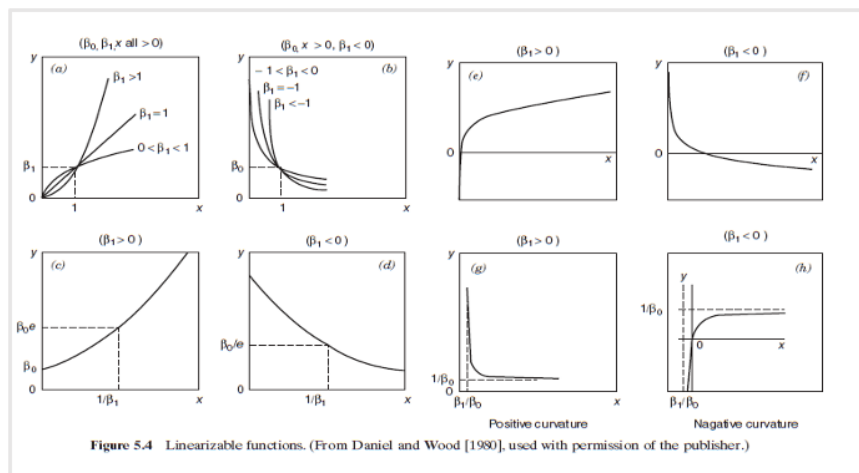 (β₀, β₁, x all > 0)
y
(a)
β₁ > 1
β₁ = 1
0 < β₁ < 1
β₁
0
1
x
(β₀, x > 0, β₁ < 0)
y
(b)
− 1 < β₁ < 0
β₁ = −1
β₁ < −1
β₀
0
1
x
(β₁ > 0)
y
(e)
0
x
(β₁ < 0)
y
(f)
0
x
(β₁ > 0)
y
(c)
β₀e
β₀
0
1/β₁
x
(β₁ < 0)
y
(d)
β₀/e
0
1/β₁
x
(β₁ > 0)
y
(g)
1/β₀
β₁/β₀
Positive curvature
(β₁ < 0)
y
(h)
1/β₀
0
x
β₁/β₀
Nagative curvature
Figure 5.4 Linearizable functions. (From Daniel and Wood [1980], used with permission of the publisher.)